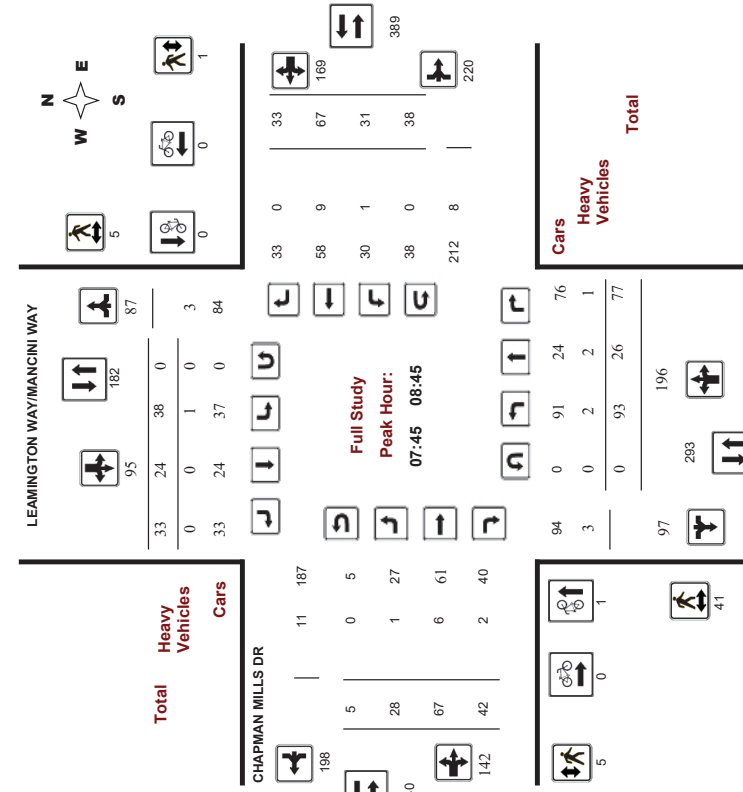 N
W E
S
5
1
0
0
LEAMINGTON WAY/MANCINI WAY
182
95
87
33 24 38 0
0 0 1 0 3
33 24 37 0 84
Total
Heavy
Vehicles
Cars
389
169
220
33 0 33
58 9 67
30 1 31
38 0 38
212 8
Full Study
Peak Hour:
07:45 08:45
CHAPMAN MILLS DR
198
11 187
5 0 5
28 1 27
67 6 61
42 2 40
142
Cars
Heavy
Vehicles
Total
94 0 91 24 76
3 0 2 2 1
0 93 26 77
97
196
293
5
0
1
41